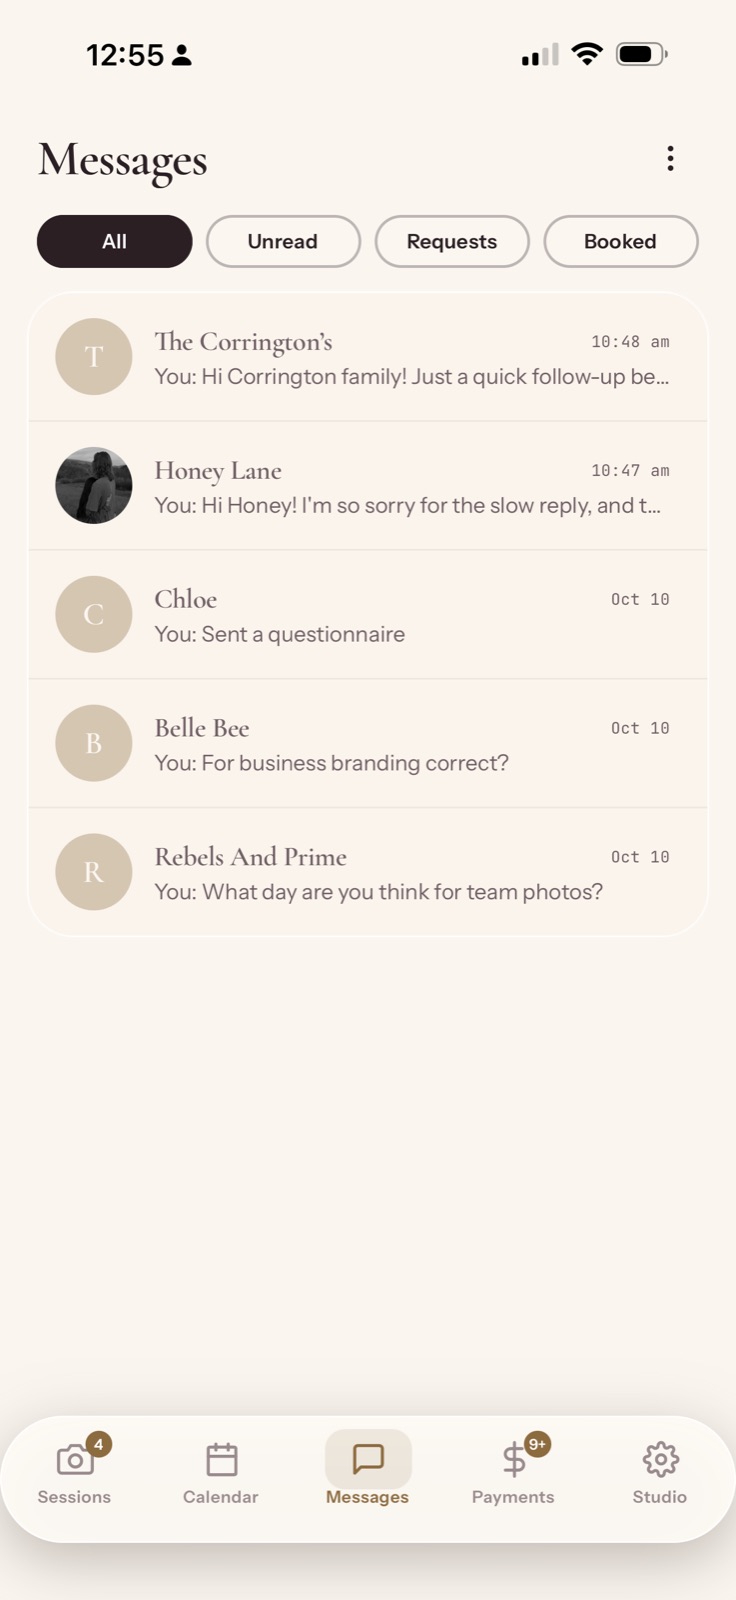 12:55
Messages
All Unread Requests Booked
T
The Corrington’s 10:48 am
You: Hi Corrington family! Just a quick follow-up be...
Honey Lane 10:47 am
You: Hi Honey! I'm so sorry for the slow reply, and t...
C
Chloe Oct 10
You: Sent a questionnaire
B
Belle Bee Oct 10
You: For business branding correct?
R
Rebels And Prime Oct 10
You: What day are you think for team photos?
4 9+
Sessions Calendar Messages Payments Studio